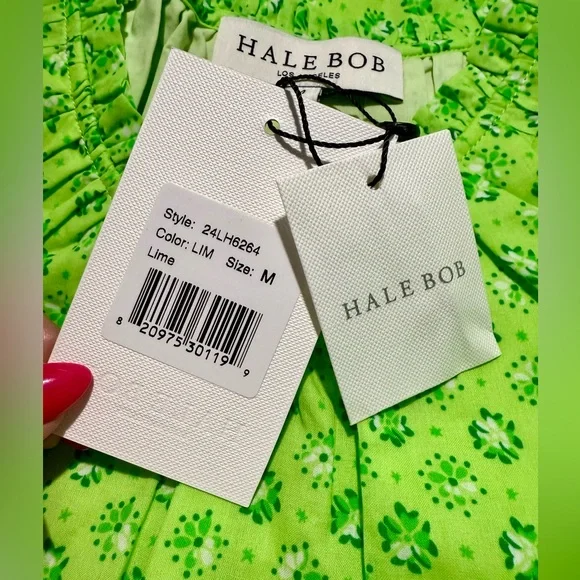 HALE BOB
LOS ANGELES
Style: 24LH6264
Color: LIM Size: M
Lime
8 20975 30119 9
HALE BOB